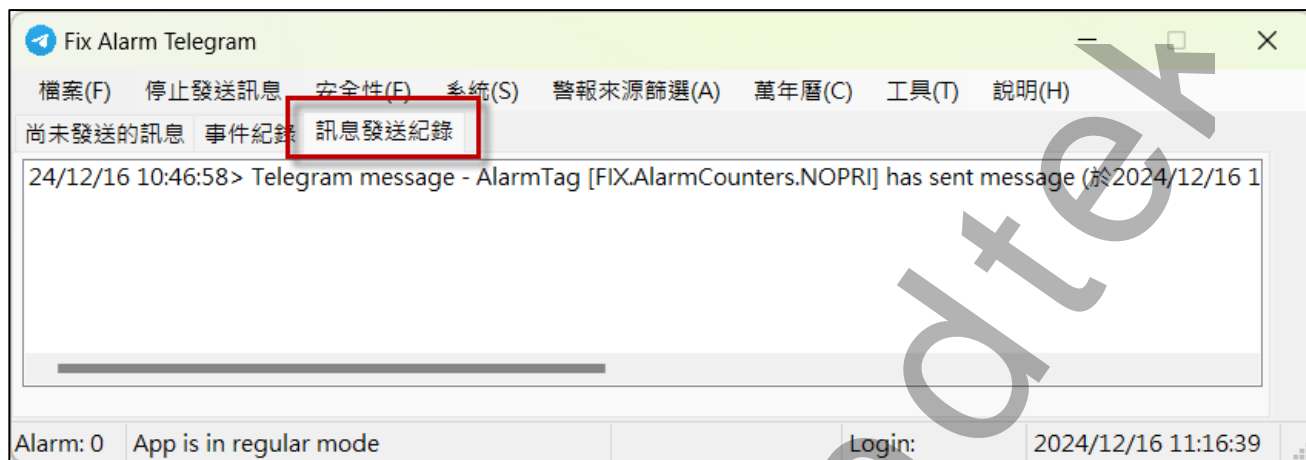 Fix Alarm Telegram
檔案(F) 停止發送訊息 安全性(E) 系統(S) 警報來源篩選(A) 萬年曆(C) 工具(T) 說明(H)
尚未發送的訊息 事件紀錄 訊息發送紀錄
24/12/16 10:46:58> Telegram message - AlarmTag [FIX.AlarmCounters.NOPRI] has sent message (於2024/12/16 1
Alarm: 0 App is in regular mode Login: 2024/12/16 11:16:39
dtek